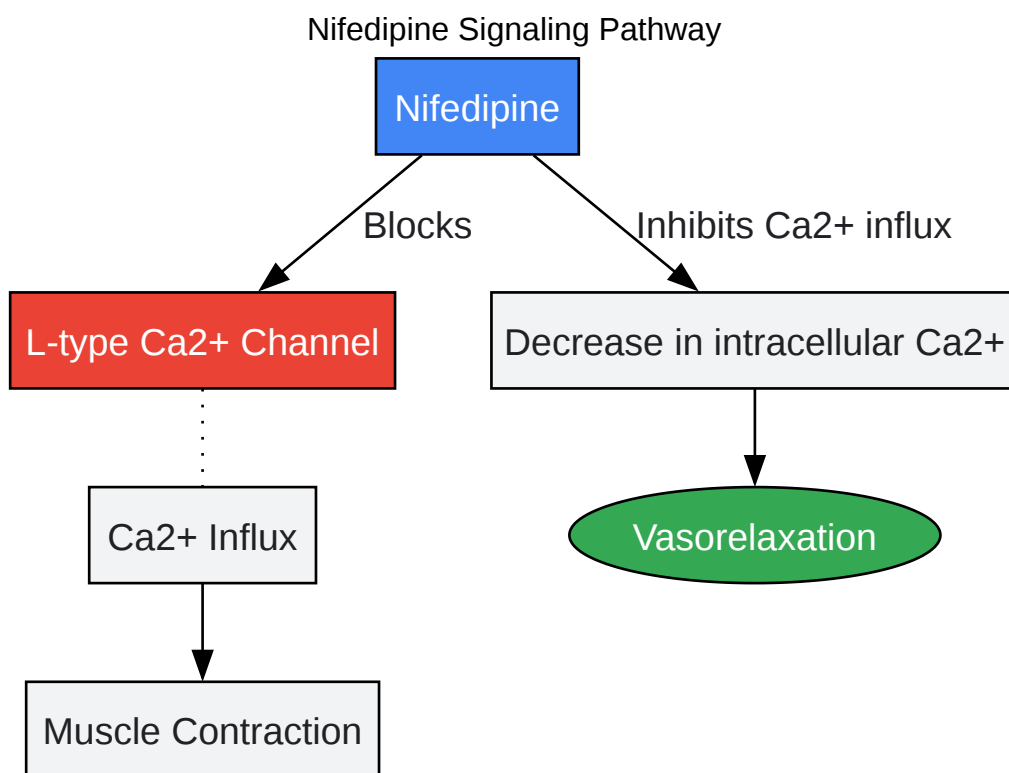 Nifedipine Signaling Pathway
Nifedipine
Blocks
Inhibits Ca2+ influx
L-type Ca2+ Channel
Decrease in intracellular Ca2+
Ca2+ Influx
Vasorelaxation
Muscle Contraction